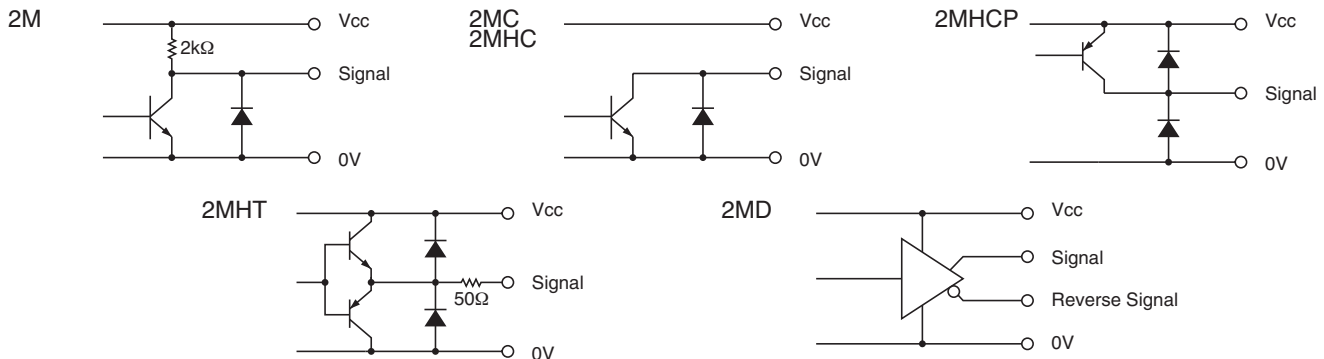 2M
Vcc
2kΩ
Signal
0V
2MC
2MHC
Vcc
Signal
0V
2MHCP
Vcc
Signal
0V
2MHT
Vcc
Signal
50Ω
0V
2MD
Vcc
Signal
Reverse Signal
0V